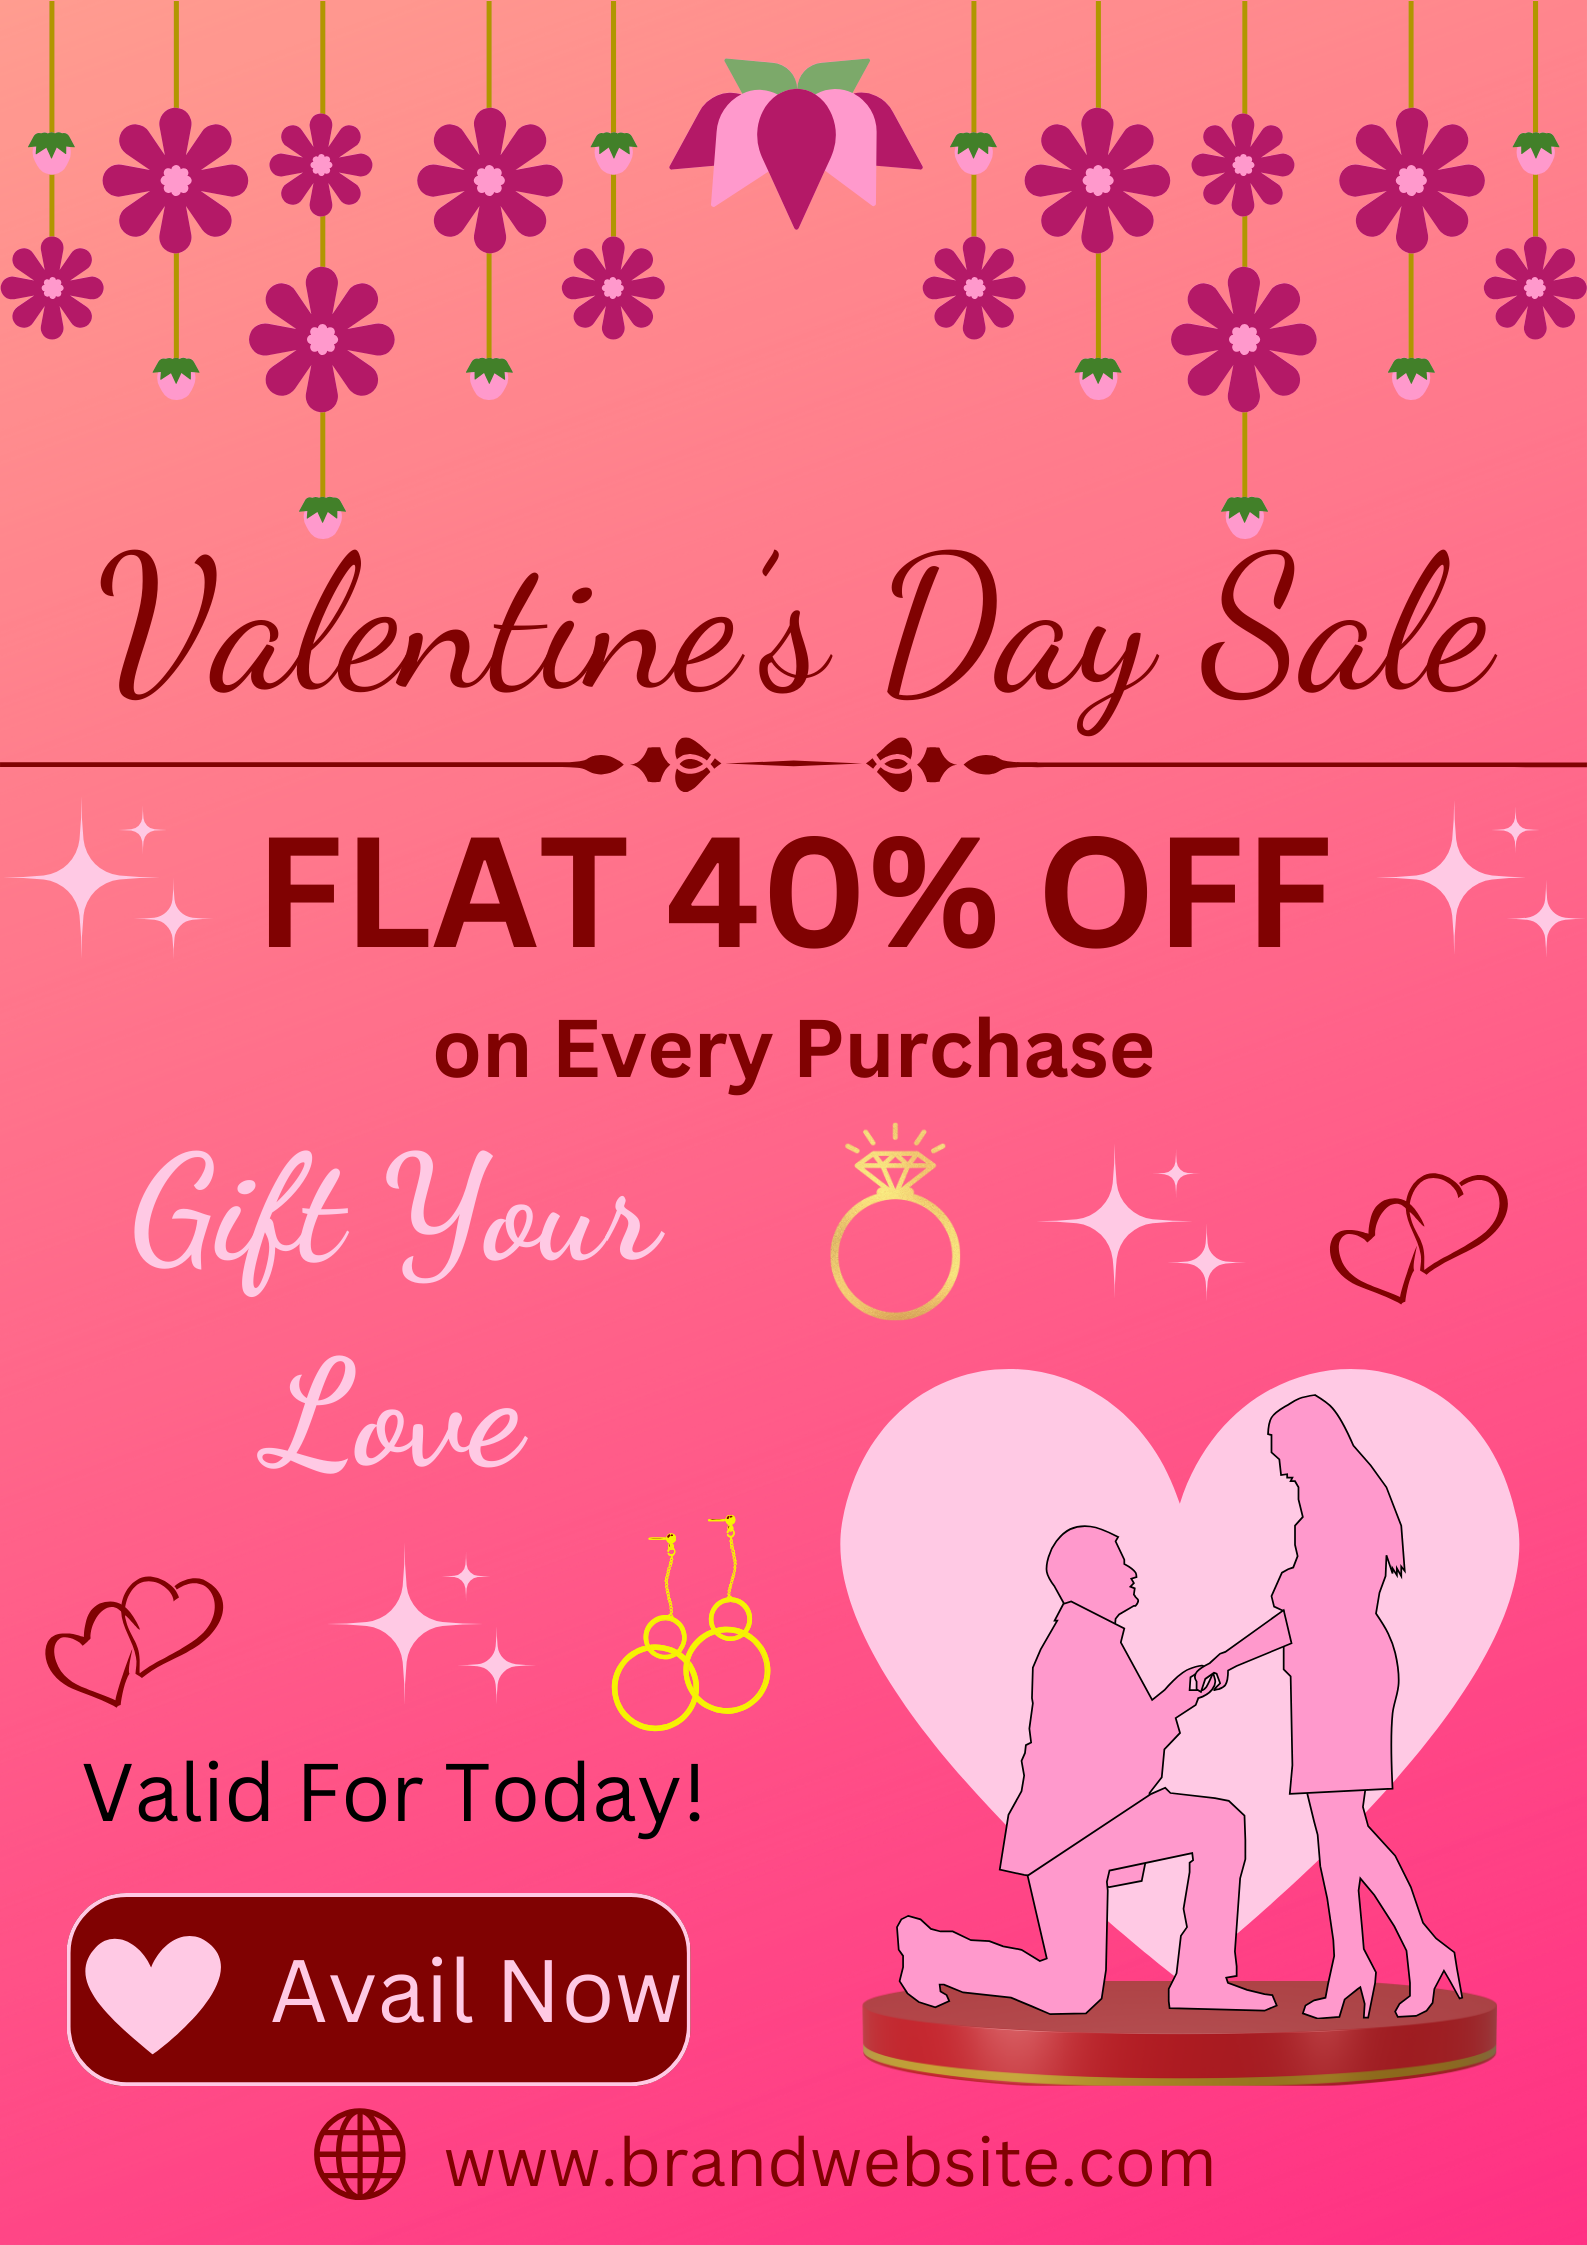 Valentine's Day Sale
FLAT 40% OFF
on Every Purchase
Gift Your
Love
Valid For Today!
Avail Now
www.brandwebsite.com